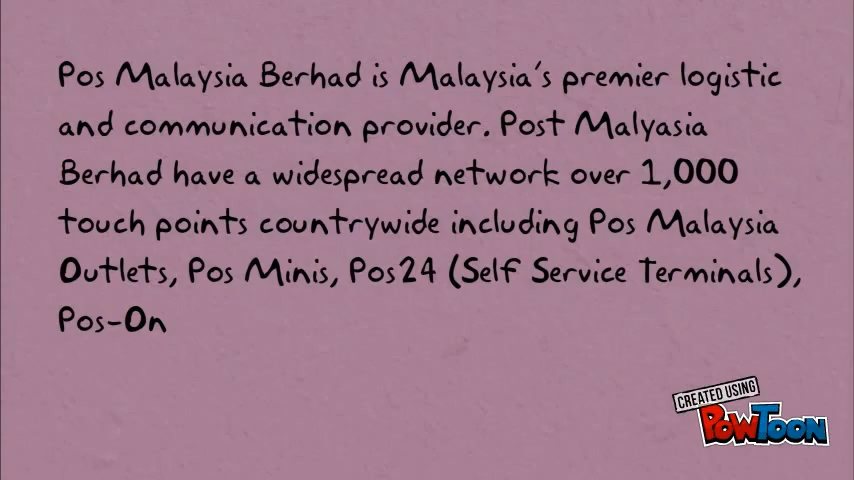 Pos Malaysia Berhad is Malaysia's premier logistic
and communication provider. Post Malyasia
Berhad have a widespread network over 1,000
touch points countrywide including Pos Malaysia
Outlets, Pos Minis, Pos24 (Self Service Terminals),
Pos-On
CREATED USING
POWTOON